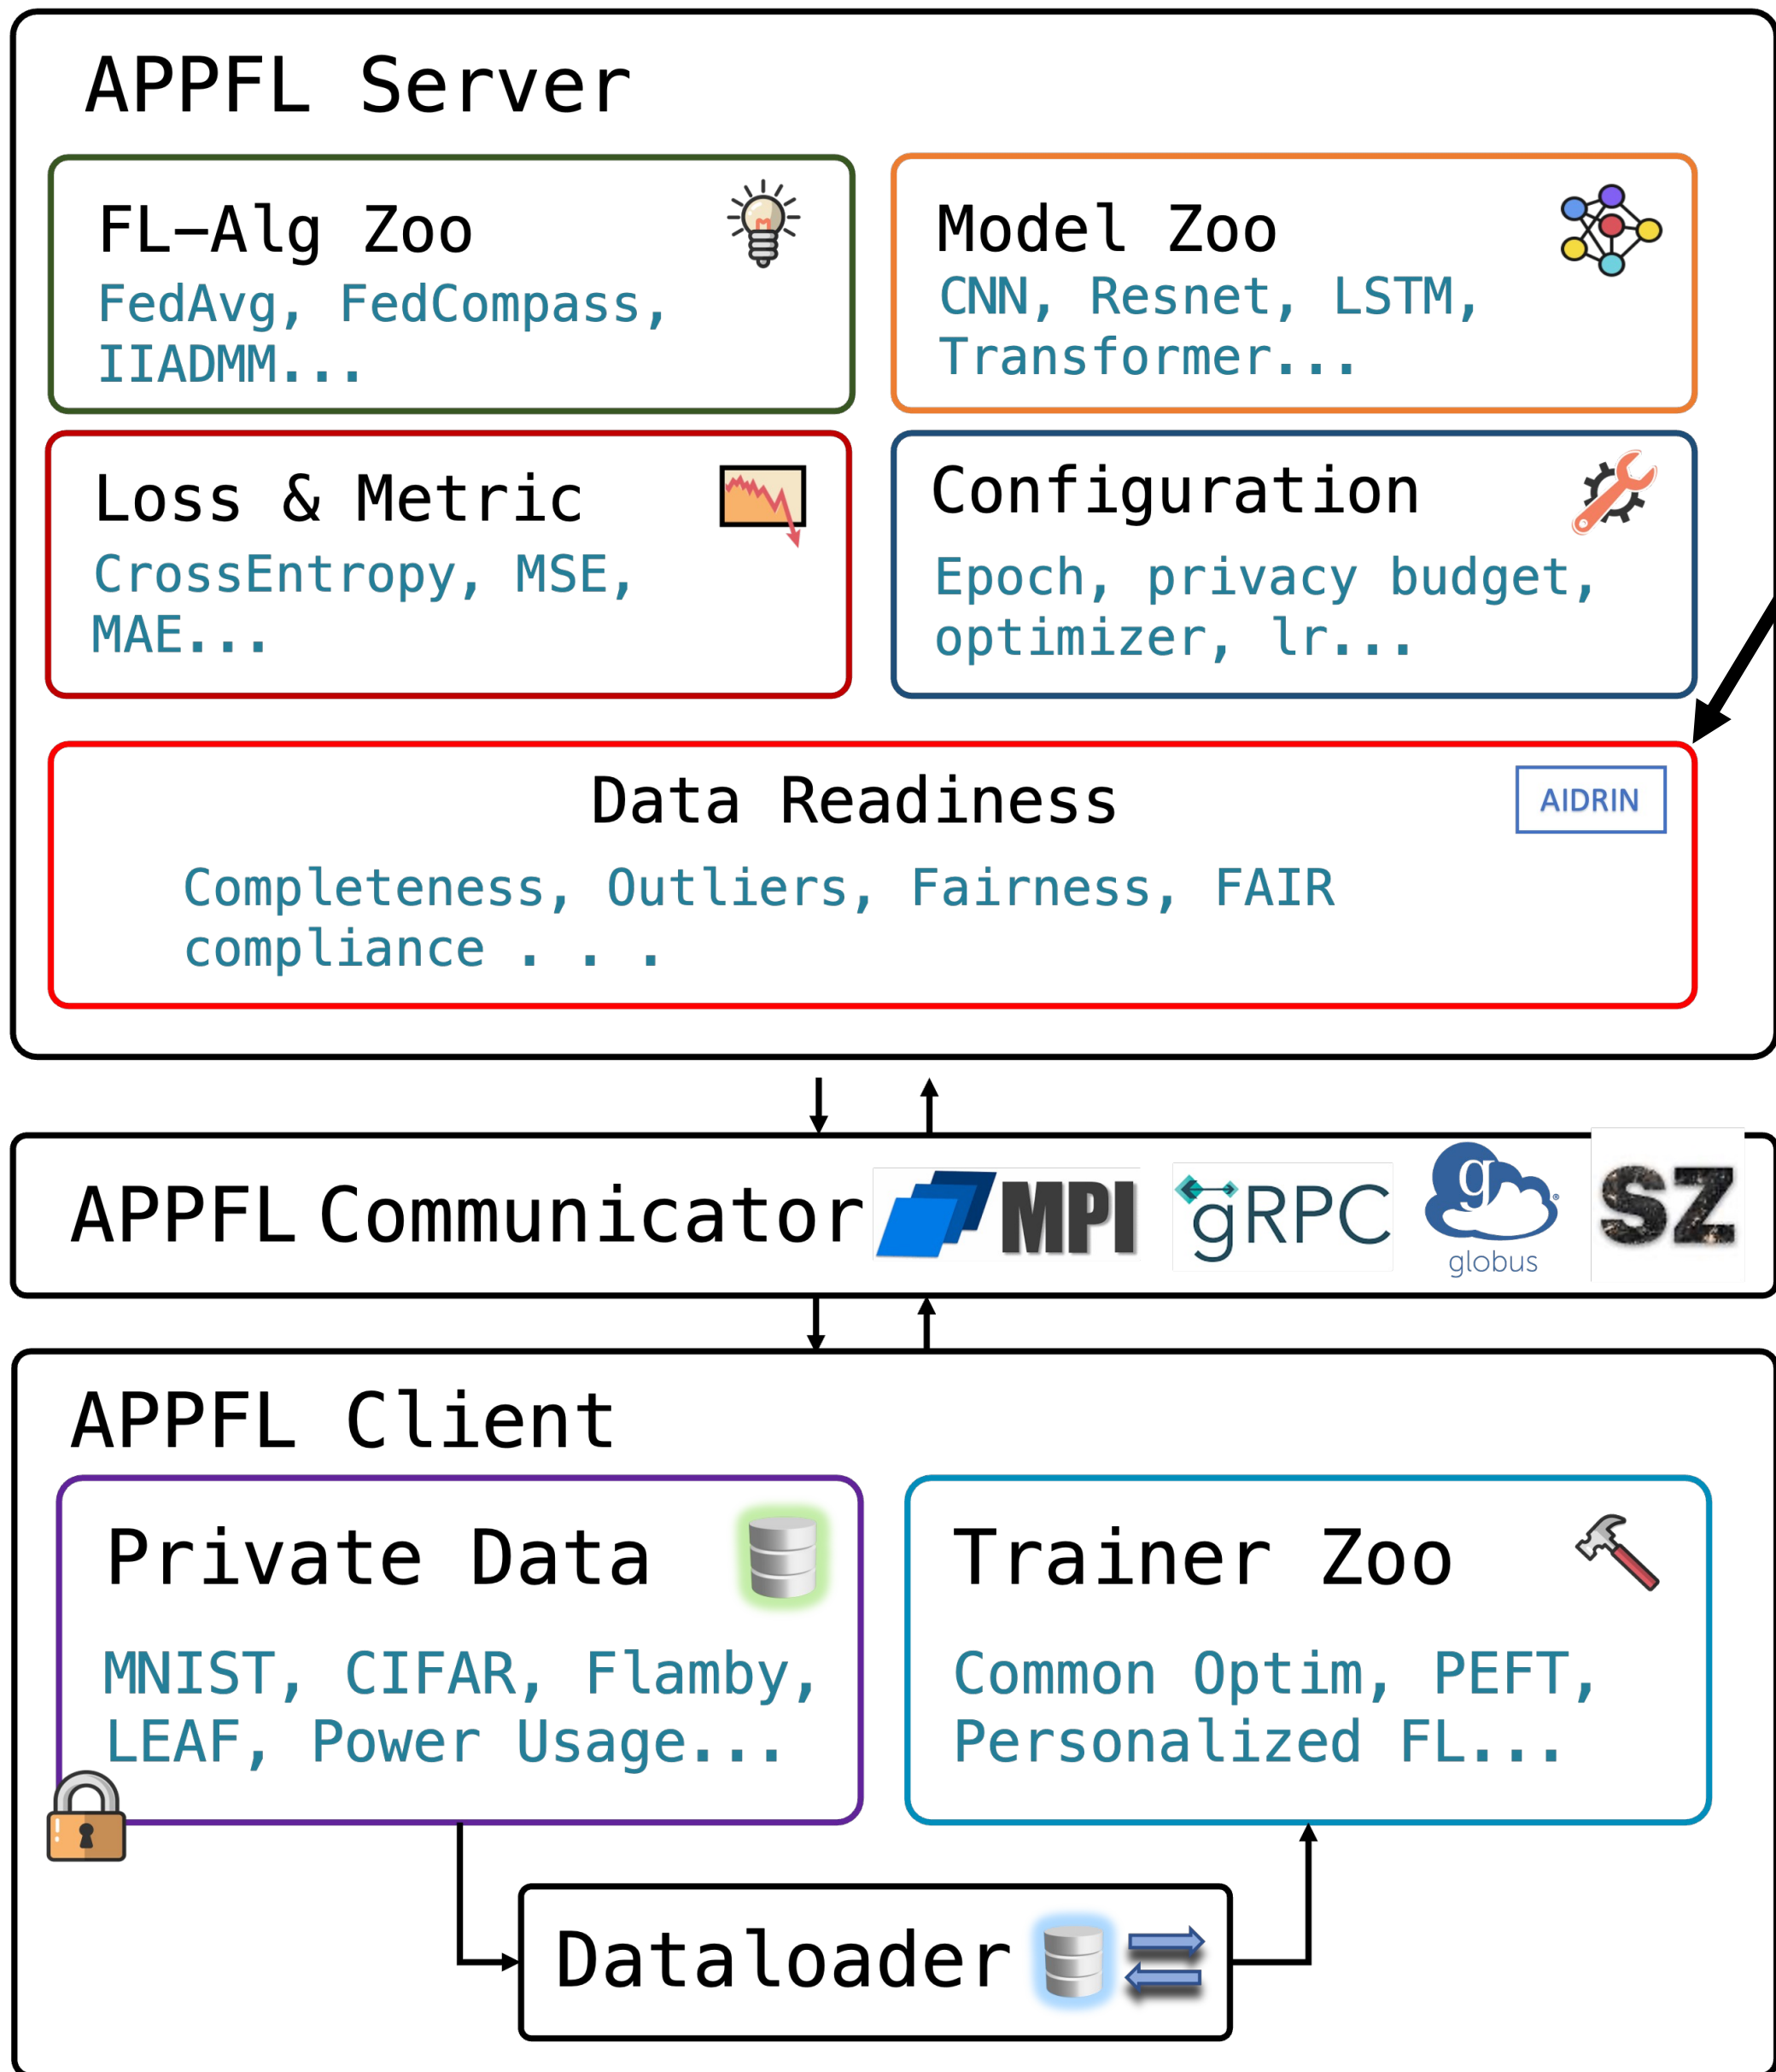 APPFL Server
FL-Alg Zoo
FedAvg, FedCompass,
IIADMM...
Model Zoo
CNN, Resnet, LSTM,
Transformer...
Loss & Metric
CrossEntropy, MSE,
MAE...
Configuration
Epoch, privacy budget,
optimizer, lr...
Data Readiness
AIDRIN
Completeness, Outliers, Fairness, FAIR
compliance . . .
APPFL Communicator
MPI
gRPC
g
globus
SZ
APPFL Client
Private Data
MNIST, CIFAR, Flamby,
LEAF, Power Usage...
Trainer Zoo
Common Optim, PEFT,
Personalized FL...
Dataloader